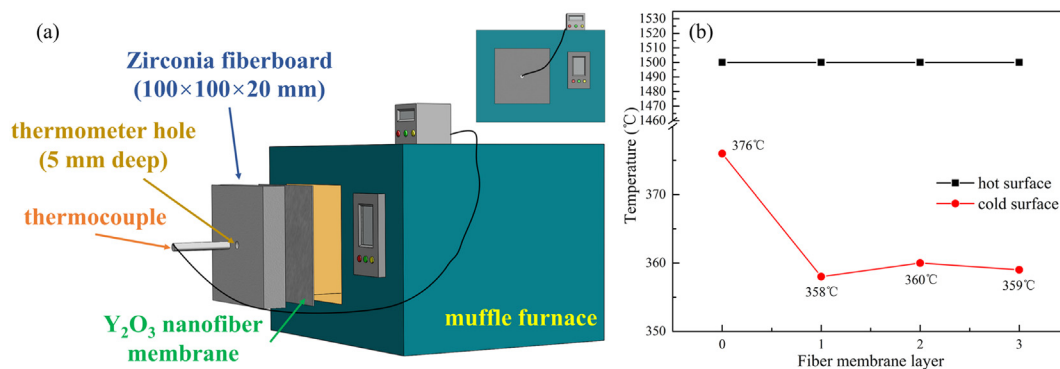 (a)
Zirconia fiberboard
(100×100×20 mm)
thermometer hole
(5 mm deep)
thermocouple
Y₂O₃ nanofiber
membrane
muffle furnace
(b)
Temperature (℃)
1530
1520
1510
1500
1490
1480
1470
1460
370
360
350
376℃
358℃
360℃
359℃
hot surface
cold surface
0 1 2 3
Fiber membrane layer